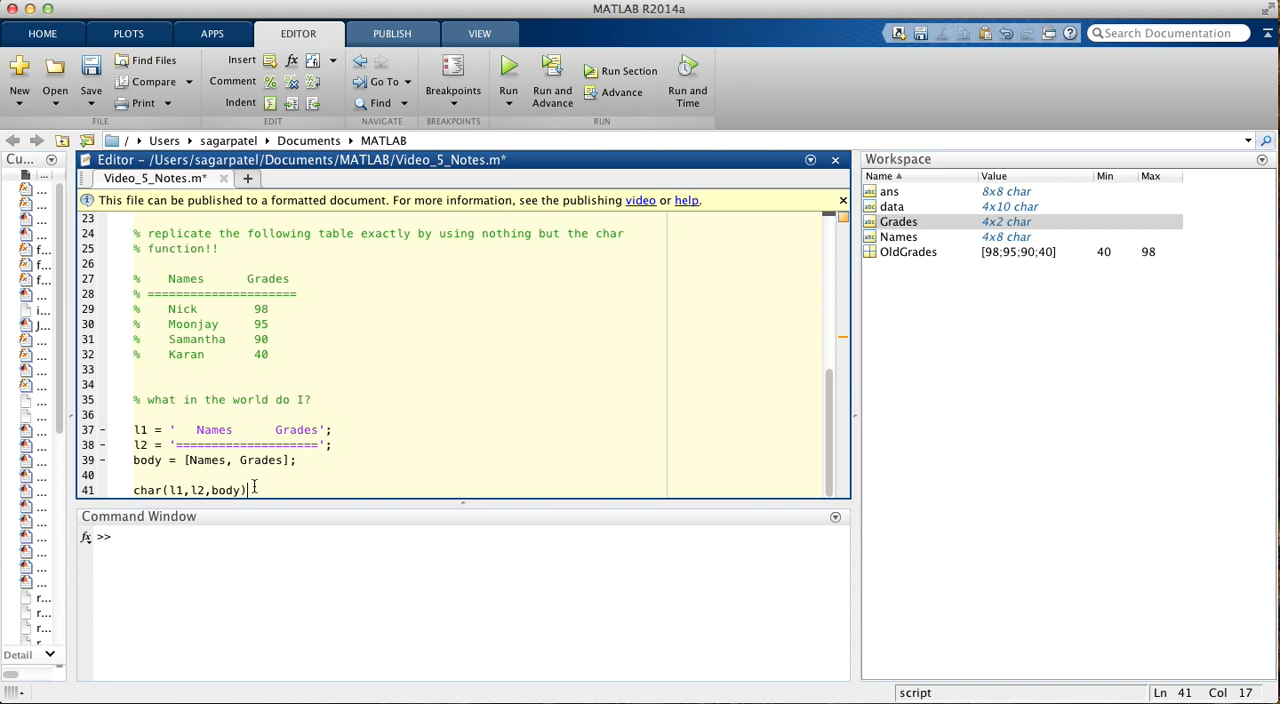 MATLAB R2014a
HOME PLOTS APPS EDITOR PUBLISH VIEW
Search Documentation
New Open Save Find Files Compare Print
Insert fx
Comment % 
Indent
Go To
Find
Breakpoints
Run Run and Advance Run Section Advance Run and Time
FILE EDIT NAVIGATE BREAKPOINTS RUN
/ Users sagarpatel Documents MATLAB
Cu...
Editor - /Users/sagarpatel/Documents/MATLAB/Video_5_Notes.m*
Video_5_Notes.m* × +
This file can be published to a formatted document. For more information, see the publishing video or help.
23
24 % replicate the following table exactly by using nothing but the char
25 % function!!
26
27 % Names Grades
28 % =====================
29 % Nick 98
30 % Moonjay 95
31 % Samantha 90
32 % Karan 40
33
34
35 % what in the world do I?
36
37 - l1 = '   Names      Grades';
38 - l2 = '====================';
39 - body = [Names, Grades];
40
41 char(l1,l2,body)
Command Window
fx >>
Detail
Workspace
Name Value Min Max
ans 8x8 char
data 4x10 char
Grades 4x2 char
Names 4x8 char
OldGrades [98;95;90;40] 40 98
script Ln 41 Col 17